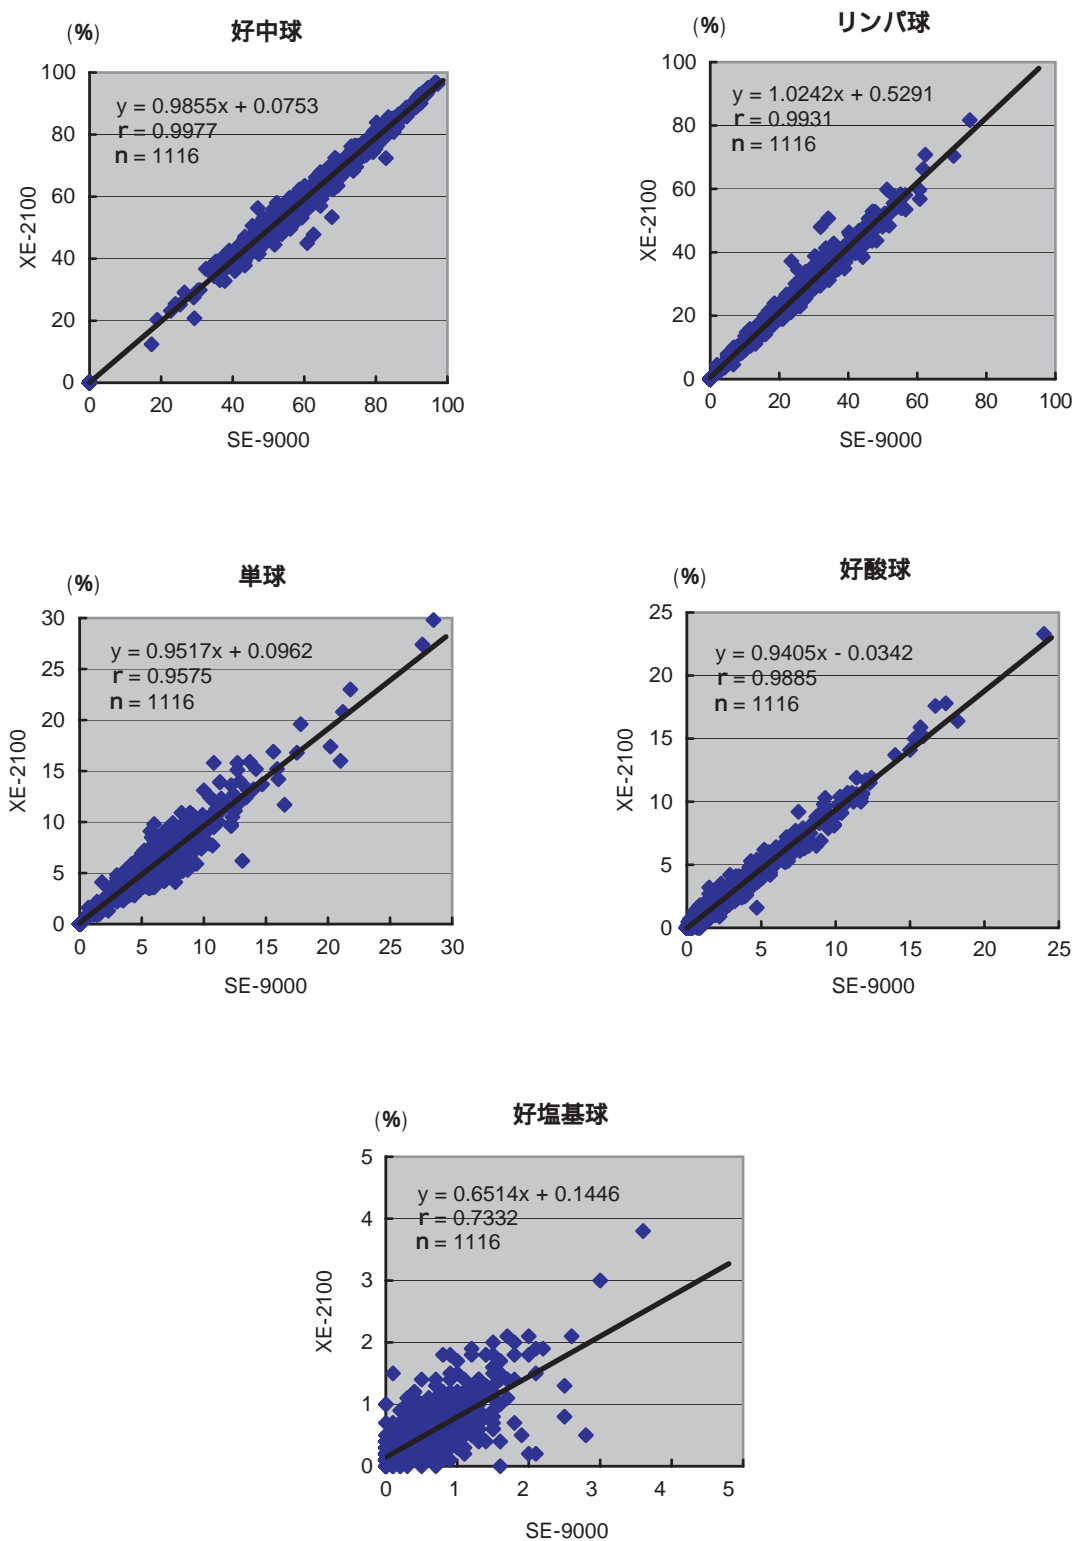 (%)
好中球
100
80
60
40
20
0
y = 0.9855x + 0.0753
r = 0.9977
n = 1116
XE-2100
0 20 40 60 80 100
SE-9000
(%)
リンパ球
100
80
60
40
20
0
y = 1.0242x + 0.5291
r = 0.9931
n = 1116
XE-2100
0 20 40 60 80 100
SE-9000
(%)
単球
30
25
20
15
10
5
0
y = 0.9517x + 0.0962
r = 0.9575
n = 1116
XE-2100
0 5 10 15 20 25 30
SE-9000
(%)
好酸球
25
20
15
10
5
0
y = 0.9405x - 0.0342
r = 0.9885
n = 1116
XE-2100
0 5 10 15 20 25
SE-9000
(%)
好塩基球
5
4
3
2
1
0
y = 0.6514x + 0.1446
r = 0.7332
n = 1116
XE-2100
0 1 2 3 4 5
SE-9000